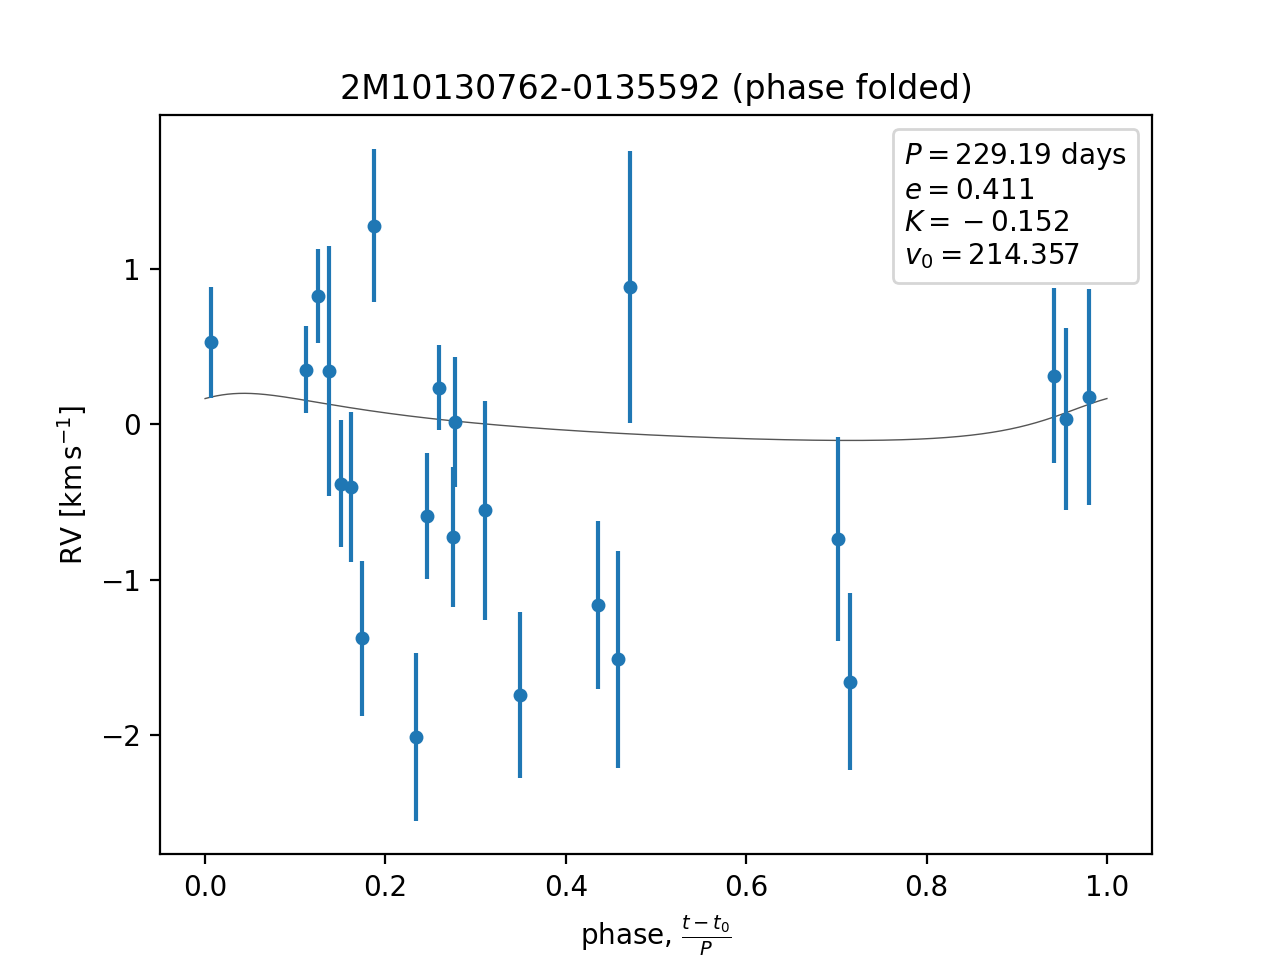 2M10130762-0135592 (phase folded)
P = 229.19 days
e = 0.411
K = −0.152
v₀ = 214.357
1
0
−1
−2
RV [km s⁻¹]
0.0 0.2 0.4 0.6 0.8 1.0
phase, (t − t₀)/P